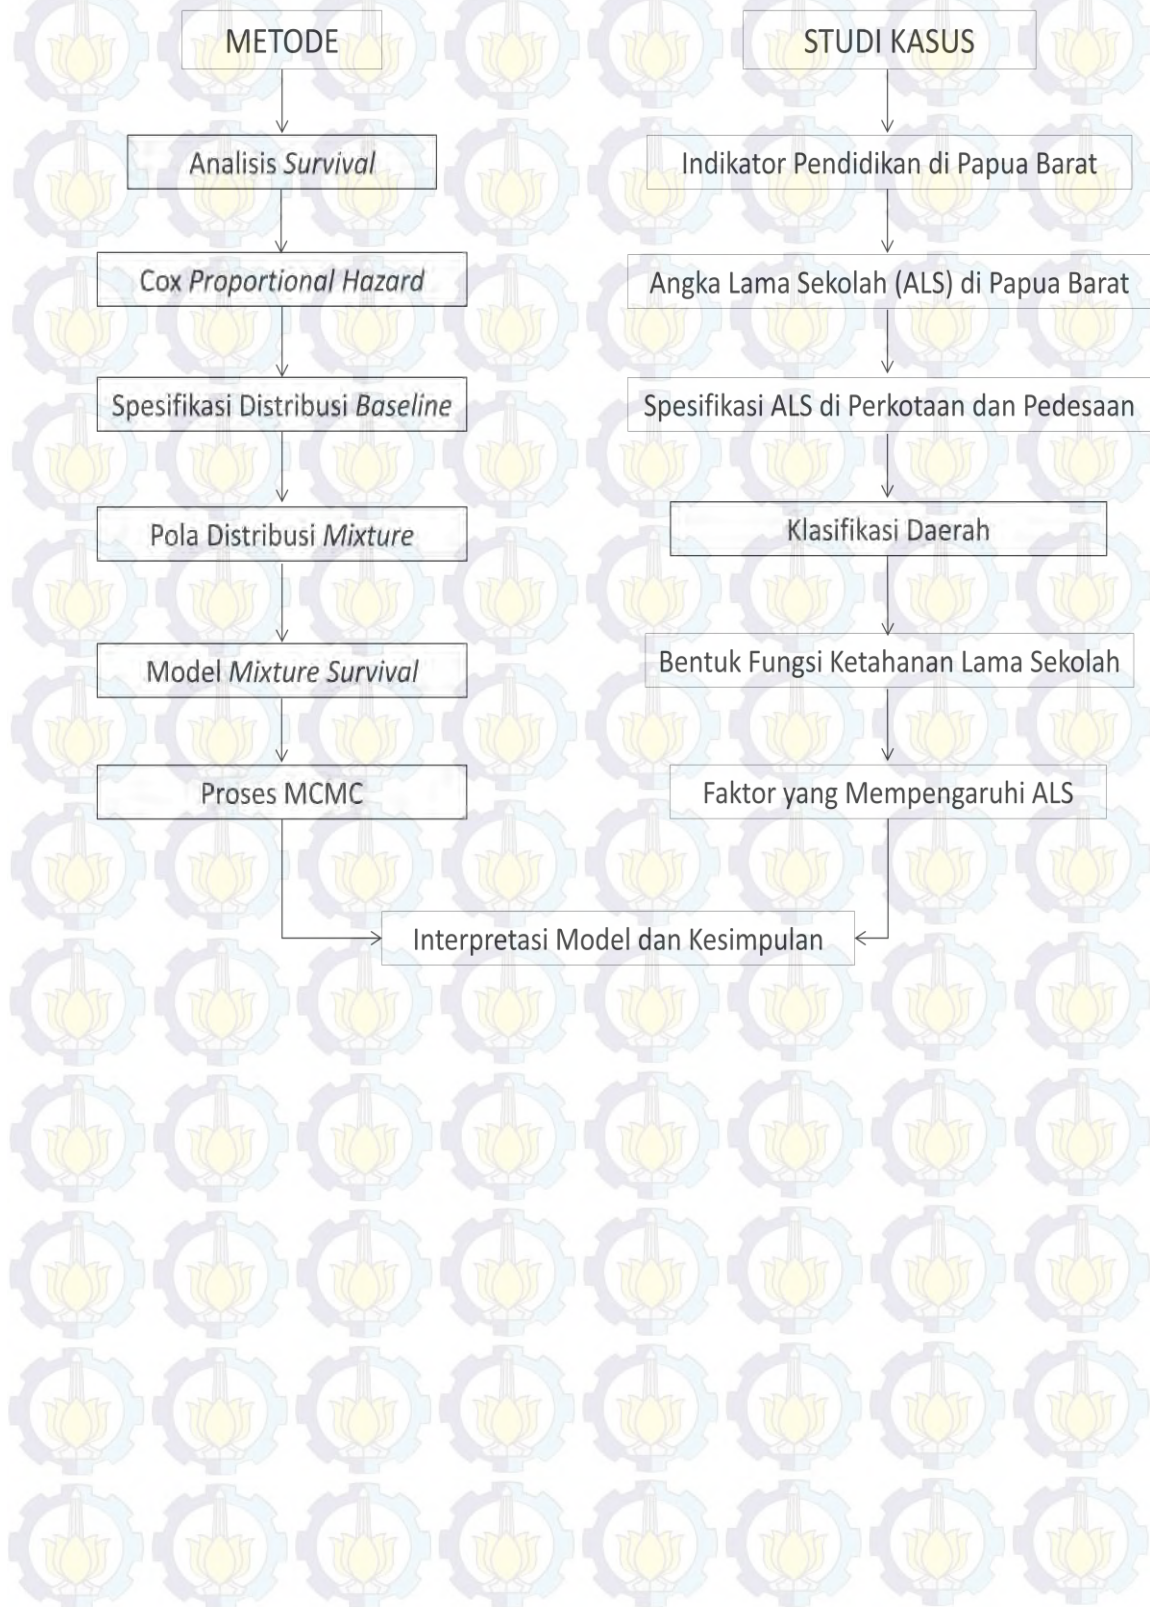 METODE
Analisis Survival
Cox Proportional Hazard
Spesifikasi Distribusi Baseline
Pola Distribusi Mixture
Model Mixture Survival
Proses MCMC
STUDI KASUS
Indikator Pendidikan di Papua Barat
Angka Lama Sekolah (ALS) di Papua Barat
Spesifikasi ALS di Perkotaan dan Pedesaan
Klasifikasi Daerah
Bentuk Fungsi Ketahanan Lama Sekolah
Faktor yang Mempengaruhi ALS
Interpretasi Model dan Kesimpulan